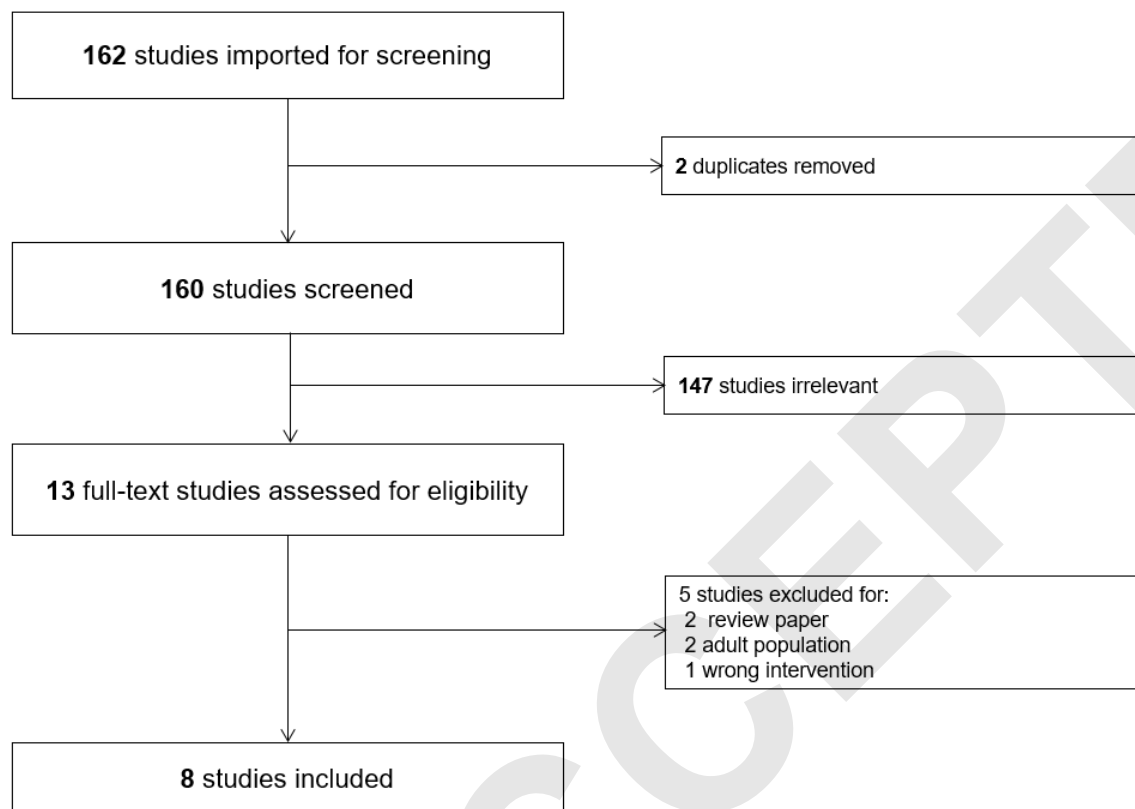 162 studies imported for screening
2 duplicates removed
160 studies screened
147 studies irrelevant
13 full-text studies assessed for eligibility
5 studies excluded for:
2 review paper
2 adult population
1 wrong intervention
8 studies included
CCEPT